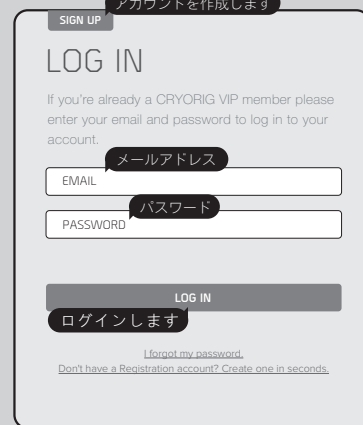 アカウントを作成します
SIGN UP
LOG IN
If you're already a CRYORIG VIP member please
enter your email and password to log in to your
account.
メールアドレス
EMAIL
パスワード
PASSWORD
LOG IN
ログインします
I forgot my password.
Don't have a Registration account? Create one in seconds.